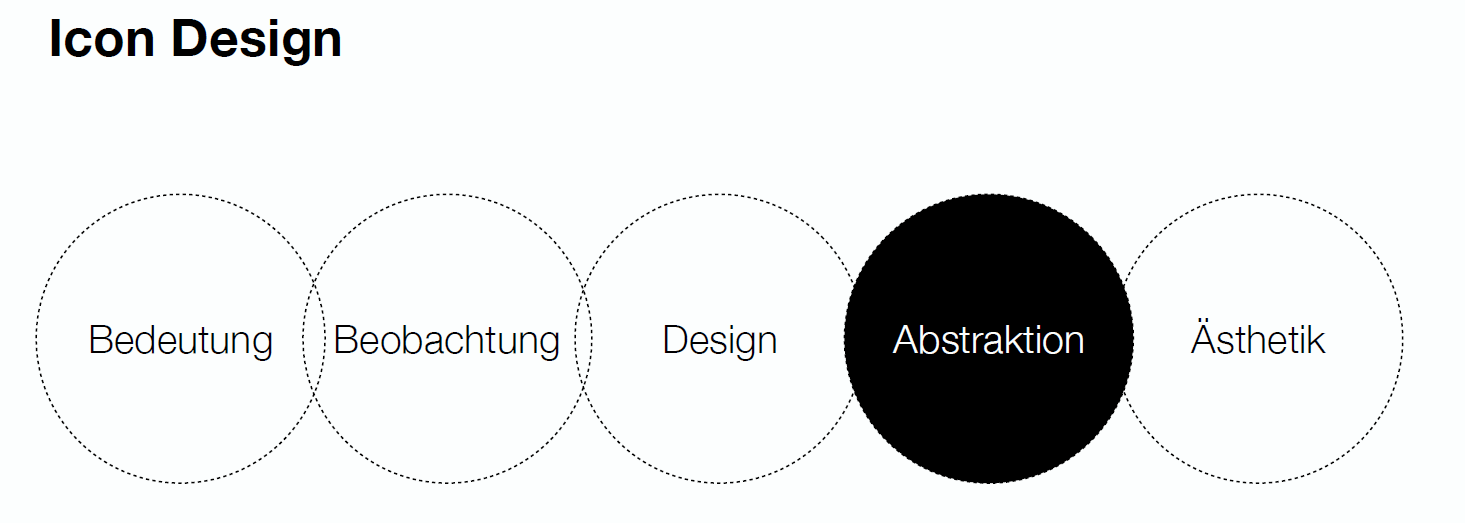 Icon Design
Bedeutung Beobachtung Design Abstraktion Ästhetik